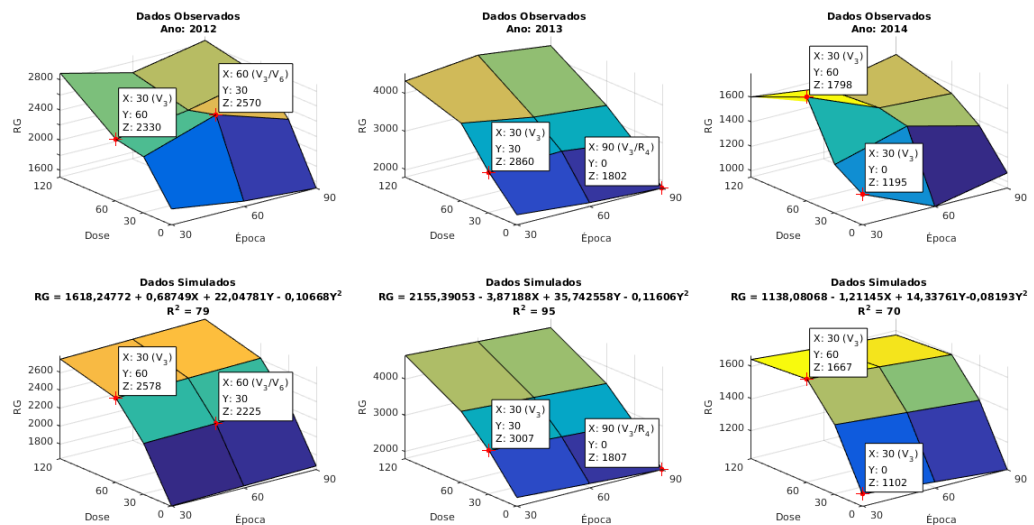 Dados Observados
Ano: 2012
X: 60 (V3/V6)
Y: 30
Z: 2570
X: 30 (V3)
Y: 60
Z: 2330
2800
2600
2400
2200
2000
1800
1600
RG
120
60
30
0
Dose
30
60
90
Época
Dados Observados
Ano: 2013
X: 30 (V3)
Y: 30
Z: 2860
X: 90 (V3/R4)
Y: 0
Z: 1802
4000
3000
2000
RG
120
60
30
0
Dose
30
60
90
Época
Dados Observados
Ano: 2014
X: 30 (V3)
Y: 60
Z: 1798
X: 30 (V3)
Y: 0
Z: 1195
1600
1400
1200
1000
RG
120
60
30
0
Dose
30
60
90
Época
Dados Simulados
RG = 1618,24772 + 0,68749X + 22,04781Y - 0,10668Y²
R² = 79
X: 30 (V3)
Y: 60
Z: 2578
X: 60 (V3/V6)
Y: 30
Z: 2225
2600
2400
2200
2000
1800
RG
120
60
30
0
Dose
30
60
90
Época
Dados Simulados
RG = 2155,39053 - 3,87188X + 35,742558Y - 0,11606Y²
R² = 95
X: 30 (V3)
Y: 30
Z: 3007
X: 90 (V3/R4)
Y: 0
Z: 1807
4000
3000
2000
RG
120
60
30
0
Dose
30
60
90
Época
Dados Simulados
RG = 1138,08068 - 1,21145X + 14,33761Y-0,08193Y²
R² = 70
X: 30 (V3)
Y: 60
Z: 1667
X: 30 (V3)
Y: 0
Z: 1102
1600
1400
1200
RG
120
60
30
0
Dose
30
60
90
Época